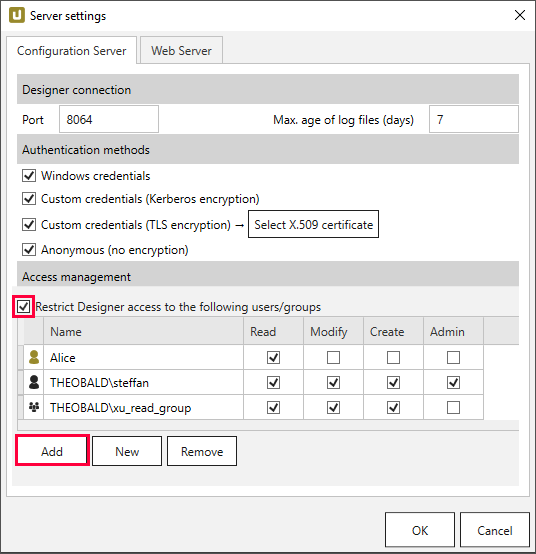 Server settings
Configuration Server Web Server
Designer connection
Port 8064 Max. age of log files (days) 7
Authentication methods
Windows credentials
Custom credentials (Kerberos encryption)
Custom credentials (TLS encryption) → Select X.509 certificate
Anonymous (no encryption)
Access management
Restrict Designer access to the following users/groups
Name Read Modify Create Admin
Alice
THEOBALD\steffan
THEOBALD\xu_read_group
Add New Remove
OK Cancel